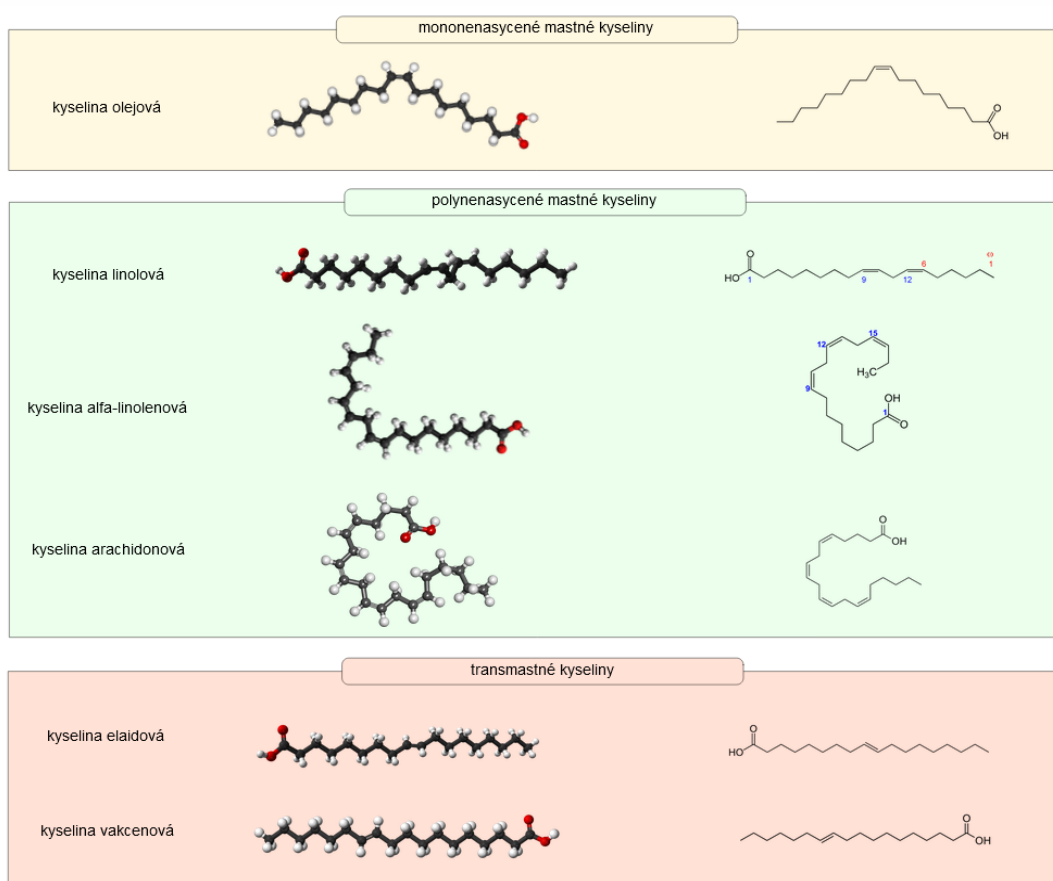 mononenasycené mastné kyseliny
kyselina olejová
O
OH
polynenasycené mastné kyseliny
kyselina linolová
O
HO 1 9 12 6 ω 1
kyselina alfa-linolenová
15
12
H₃C
9
OH
1
O
kyselina arachidonová
O
OH
transmastné kyseliny
kyselina elaidová
O
HO
kyselina vakcenová
O
OH